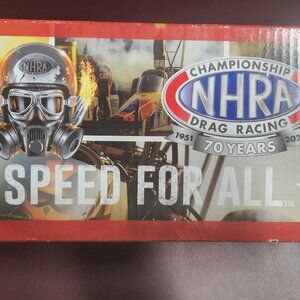 NHRA
CHAMPIONSHIP
NHRA
DRAG RACING
1951
70 YEARS
SPEED FOR ALL